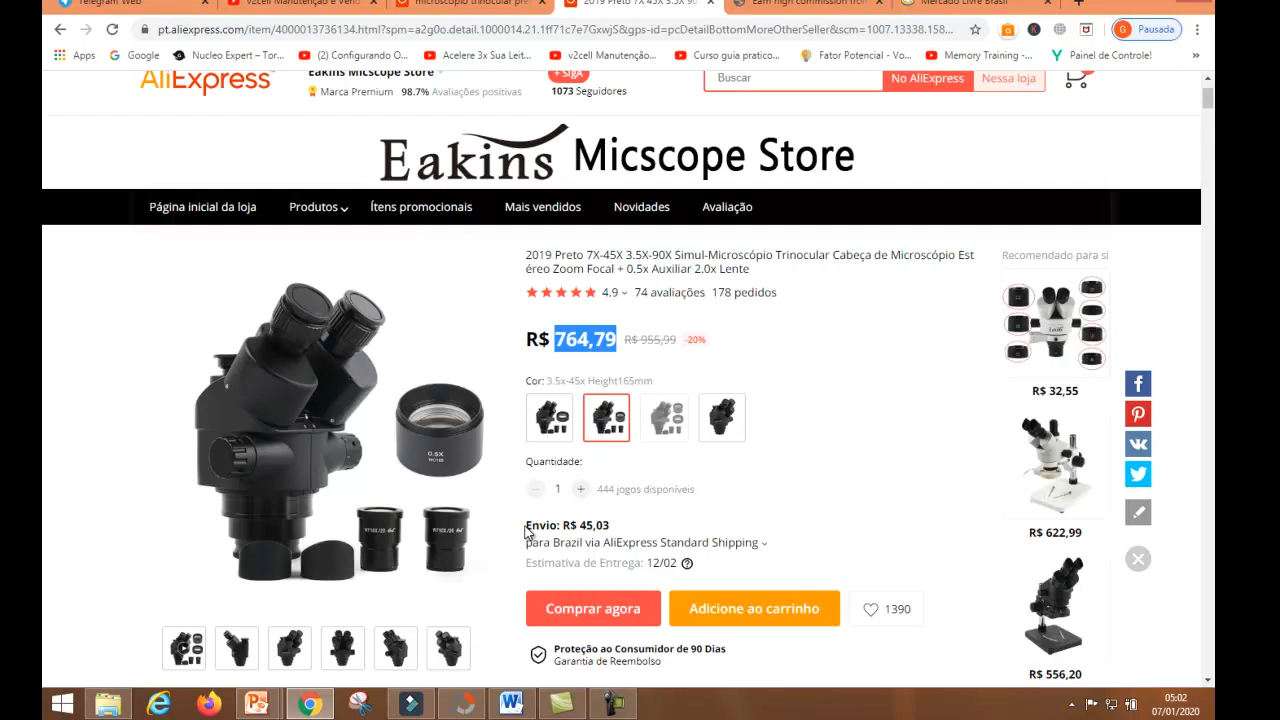 Telegram Web
v2cell Manutenção e Vend
microscopio trinocular pre
2019 Preto 7X 45X 3.5X 90X
Earn high commission from
Mercado Livre Brasil
pt.aliexpress.com/item/4000013736134.html?spm=a2g0o.detail.1000014.21.1ff71c7e7GxwjS&gps-id=pcDetailBottomMoreOtherSeller&scm=1007.13338.158...
G Pausada
Apps
Google
Nucleo Expert – Tor...
(2) Configurando O...
Acelere 3x Sua Leit...
v2cell Manutenção...
Curso guia pratico...
Fator Potencial - Vo...
Memory Training -...
Painel de Controle!
»
AliExpress
Eakins Micscope Store
Marca Premium 98.7% Avaliações positivas
+ SIGA
1073 Seguidores
Buscar
No AliExpress
Nessa loja
Eakins Micscope Store
Página inicial da loja
Produtos
Ítens promocionais
Mais vendidos
Novidades
Avaliação
2019 Preto 7X-45X 3.5X-90X Simul-Microscópio Trinocular Cabeça de Microscópio Est
éreo Zoom Focal + 0.5x Auxiliar 2.0x Lente
4.9 74 avaliações 178 pedidos
R$ 764,79 R$ 955,99 -20%
Cor: 3.5x-45x Height165mm
Quantidade:
1 444 jogos disponíveis
Envio: R$ 45,03
para Brazil via AliExpress Standard Shipping
Estimativa de Entrega: 12/02
Comprar agora
Adicione ao carrinho
1390
Proteção ao Consumidor de 90 Dias
Garantia de Reembolso
0.5X
Recomendado para si
R$ 32,55
R$ 622,99
R$ 556,20
05:02
07/01/2020